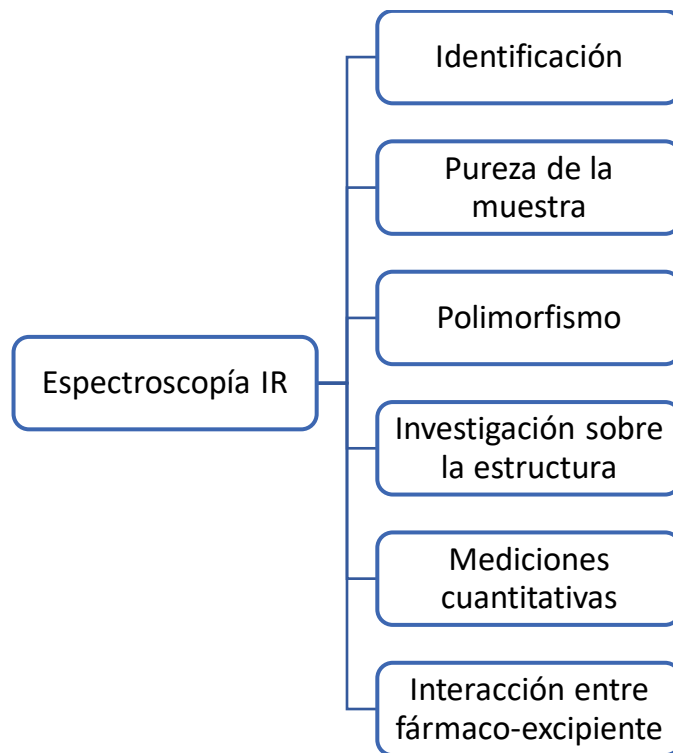 Identificación
Pureza de la
muestra
Polimorfismo
Espectroscopía IR
Investigación sobre
la estructura
Mediciones
cuantitativas
Interacción entre
fármaco-excipiente